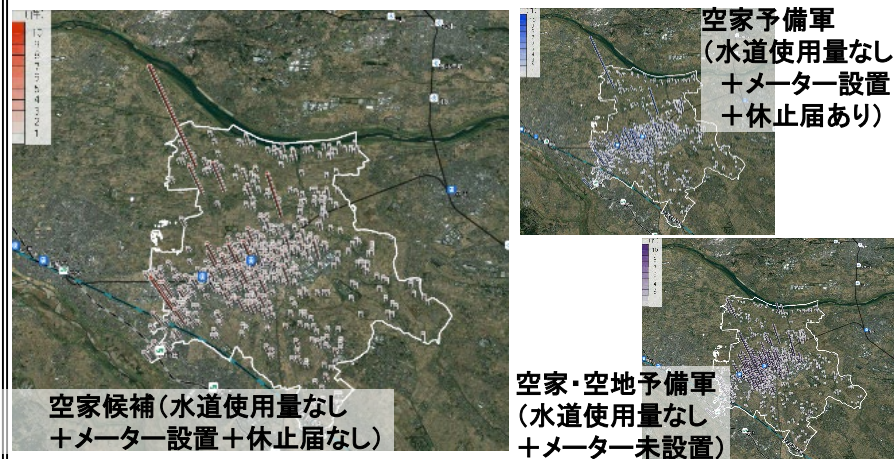 空家候補（水道使用量なし
＋メーター設置＋休止届なし）
空家予備軍
（水道使用量なし
＋メーター設置
＋休止届あり）
空家・空地予備軍
（水道使用量なし
＋メーター未設置）